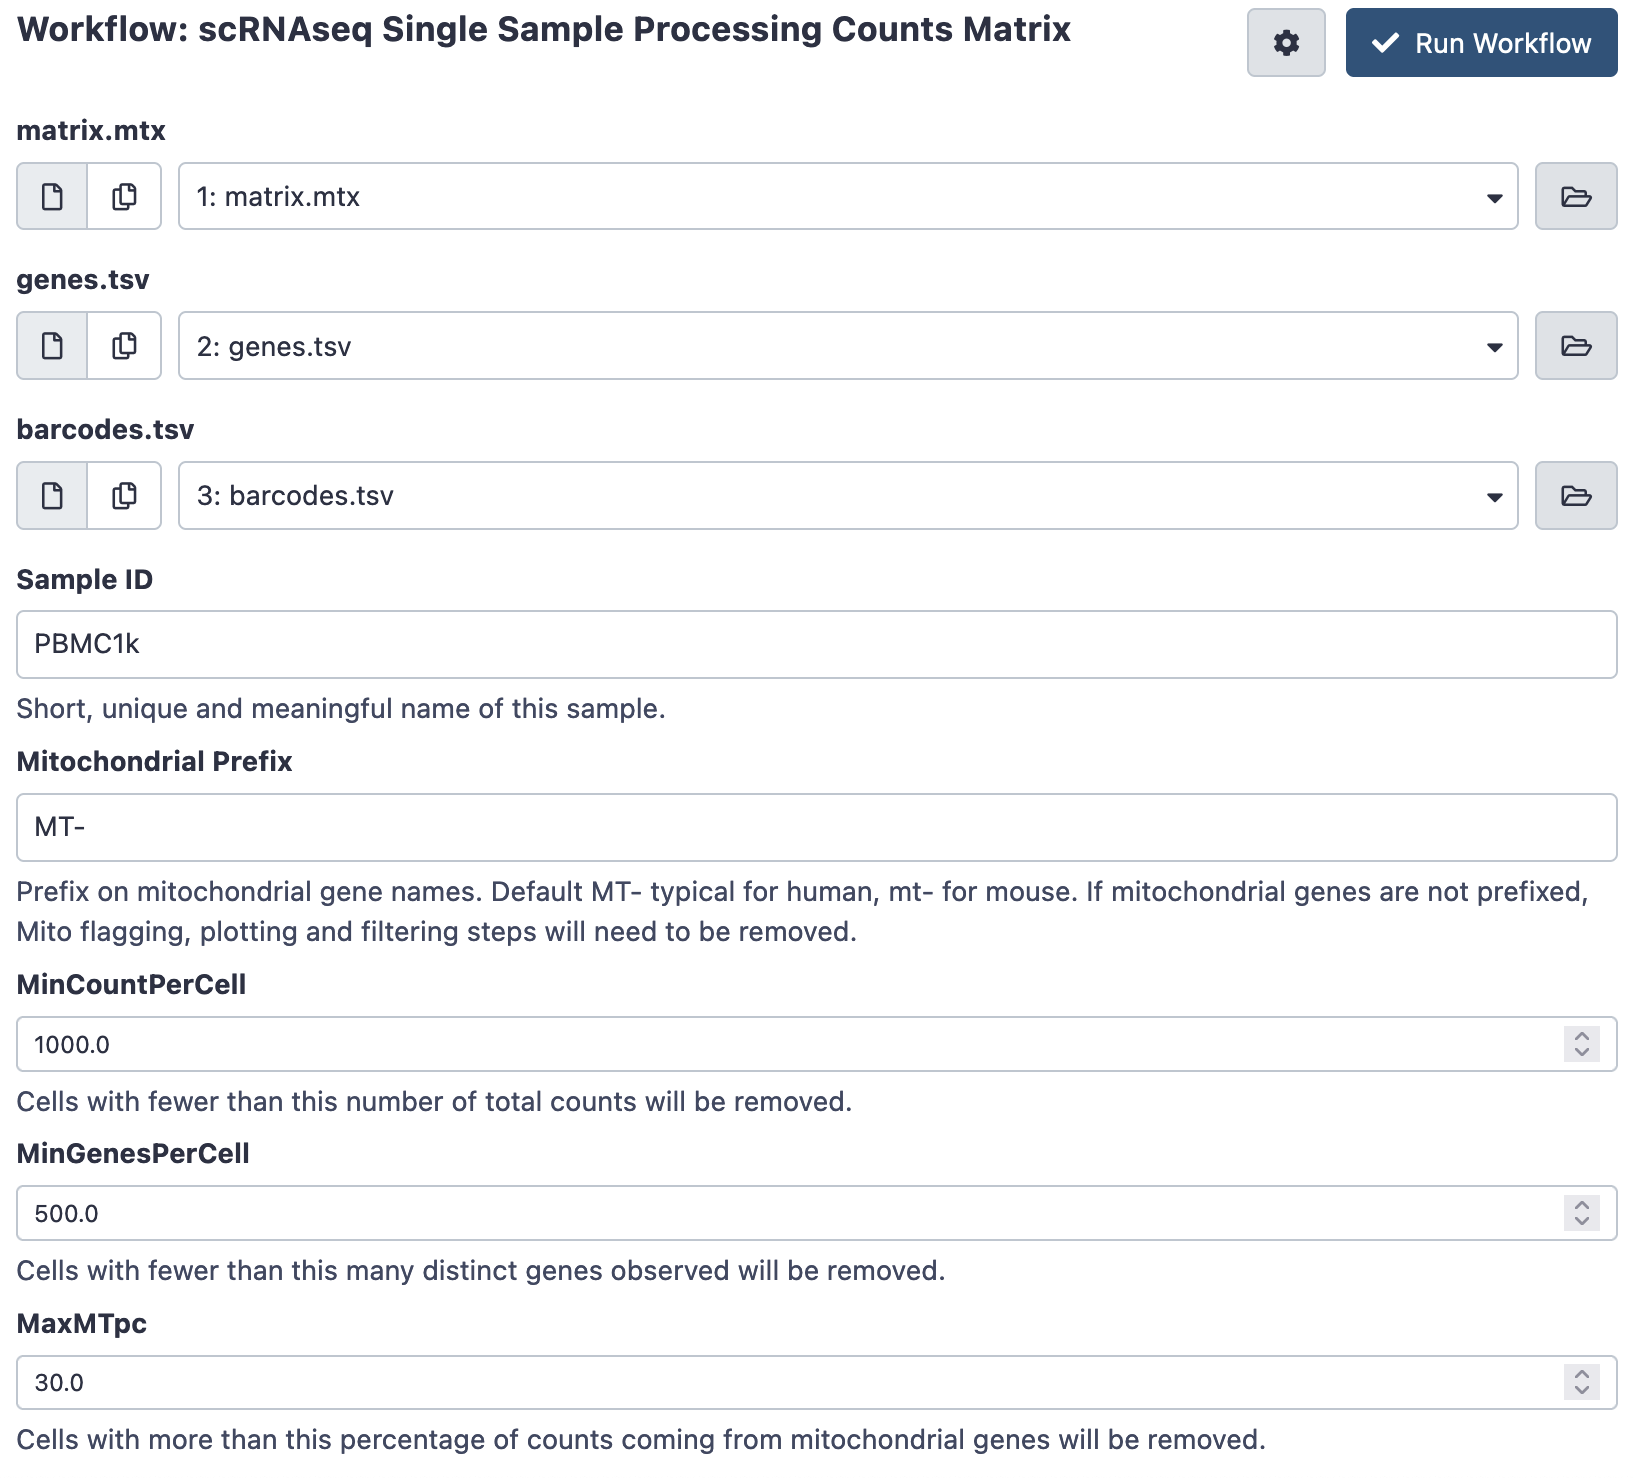 Workflow: scRNAseq Single Sample Processing Counts Matrix
Run Workflow
matrix.mtx
1: matrix.mtx
genes.tsv
2: genes.tsv
barcodes.tsv
3: barcodes.tsv
Sample ID
PBMC1k
Short, unique and meaningful name of this sample.
Mitochondrial Prefix
MT-
Prefix on mitochondrial gene names. Default MT- typical for human, mt- for mouse. If mitochondrial genes are not prefixed,
Mito flagging, plotting and filtering steps will need to be removed.
MinCountPerCell
1000.0
Cells with fewer than this number of total counts will be removed.
MinGenesPerCell
500.0
Cells with fewer than this many distinct genes observed will be removed.
MaxMTpc
30.0
Cells with more than this percentage of counts coming from mitochondrial genes will be removed.